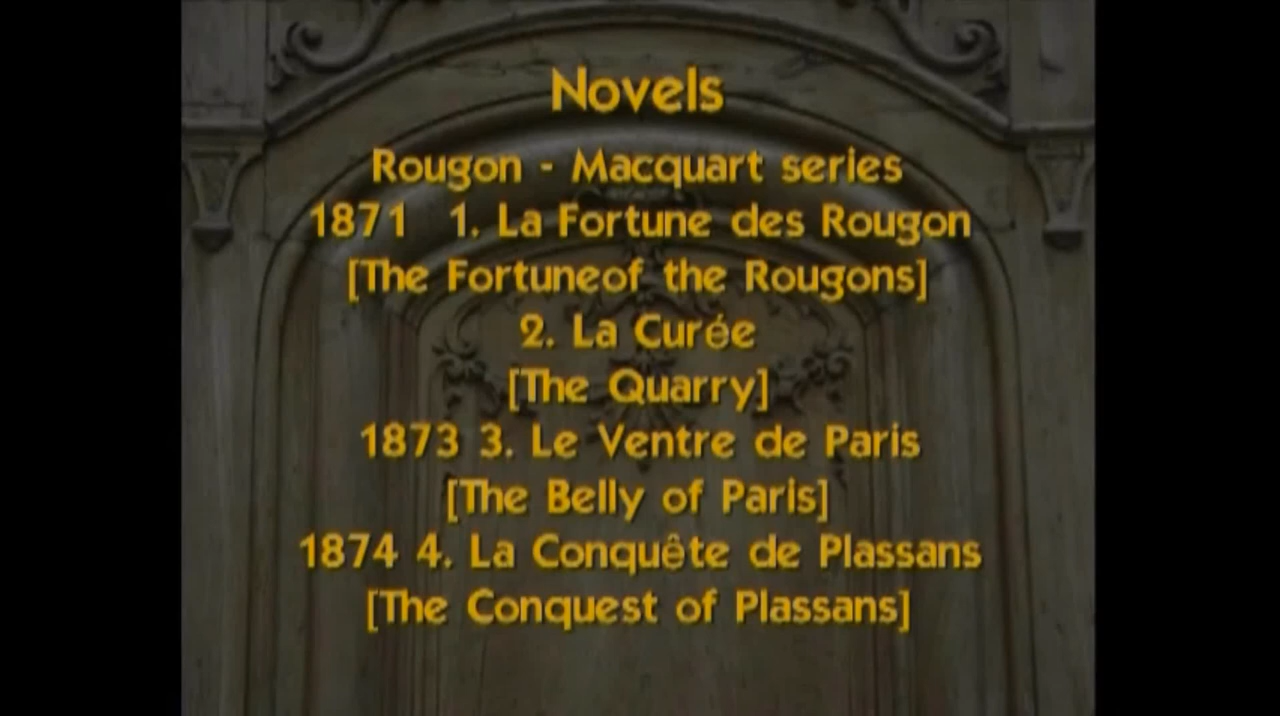 Novels
Rougon - Macquart series
1871 1. La Fortune des Rougon
[The Fortuneof the Rougons]
2. La Curée
[The Quarry]
1873 3. Le Ventre de Paris
[The Belly of Paris]
1874 4. La Conquête de Plassans
[The Conquest of Plassans]